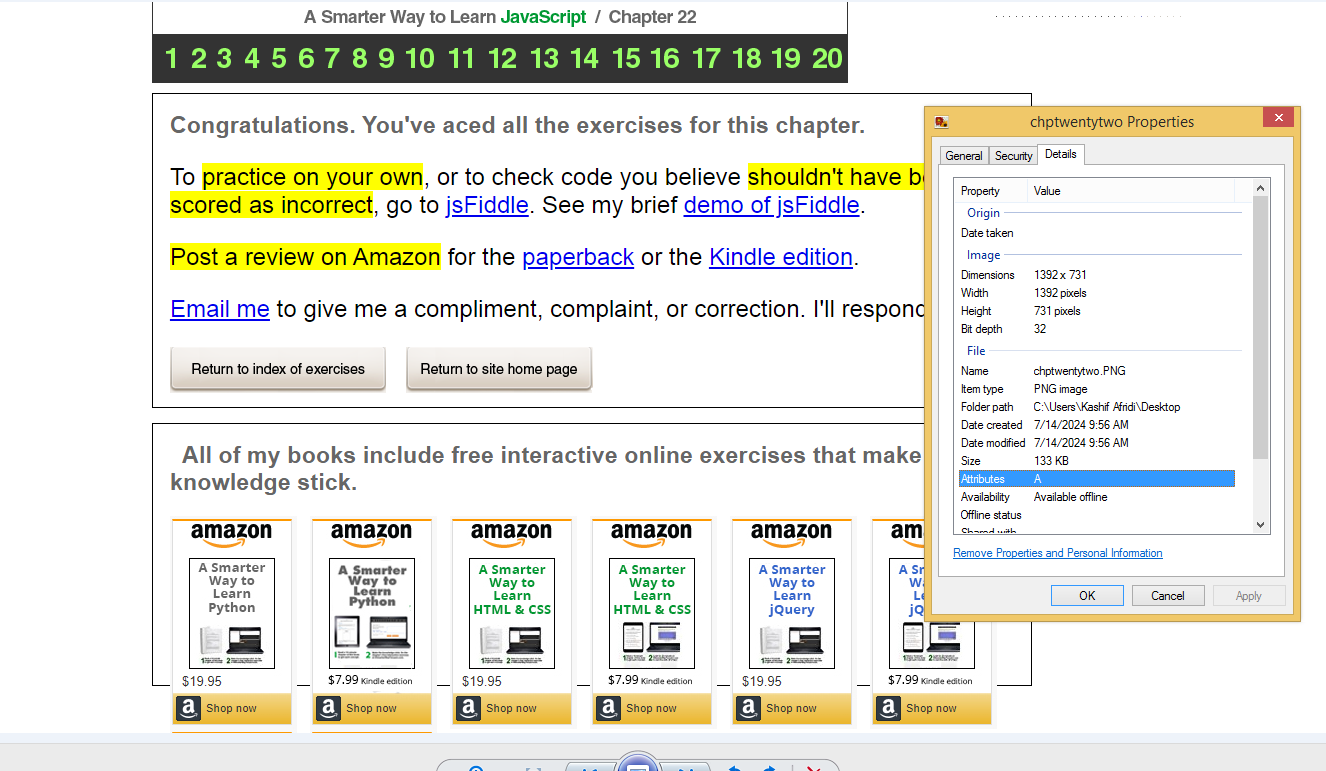 A Smarter Way to Learn JavaScript / Chapter 22
1 2 3 4 5 6 7 8 9 10 11 12 13 14 15 16 17 18 19 20
Congratulations. You've aced all the exercises for this chapter.
To practice on your own, or to check code you believe shouldn't have b
scored as incorrect, go to jsFiddle. See my brief demo of jsFiddle.
Post a review on Amazon for the paperback or the Kindle edition.
Email me to give me a compliment, complaint, or correction. I'll respond
Return to index of exercises
Return to site home page
All of my books include free interactive online exercises that make
knowledge stick.
amazon
A Smarter
Way to
Learn
Python
$19.95
Shop now
amazon
A Smarter
Way to
Learn
Python
$7.99 Kindle edition
Shop now
amazon
A Smarter
Way to
Learn
HTML & CSS
$19.95
Shop now
amazon
A Smarter
Way to
Learn
HTML & CSS
$7.99 Kindle edition
Shop now
amazon
A Smarter
Way to
Learn
jQuery
$19.95
Shop now
am
A S
Wa
Le
jQ
$7.99 Kindle edition
Shop now
chptwentytwo Properties
General Security Details
Property Value
Origin
Date taken
Image
Dimensions 1392 x 731
Width 1392 pixels
Height 731 pixels
Bit depth 32
File
Name chptwentytwo.PNG
Item type PNG image
Folder path C:\Users\Kashif Afridi\Desktop
Date created 7/14/2024 9:56 AM
Date modified 7/14/2024 9:56 AM
Size 133 KB
Attributes A
Availability Available offline
Offline status
Shared with
Remove Properties and Personal Information
OK Cancel Apply